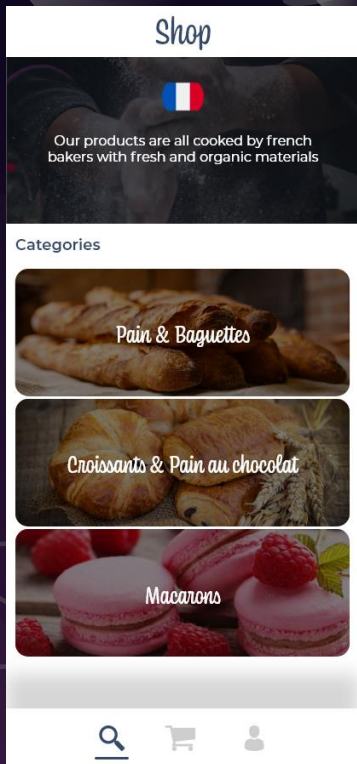 Shop
Our products are all cooked by french
bakers with fresh and organic materials
Categories
Pain & Baguettes
Croissants & Pain au chocolat
Macarons